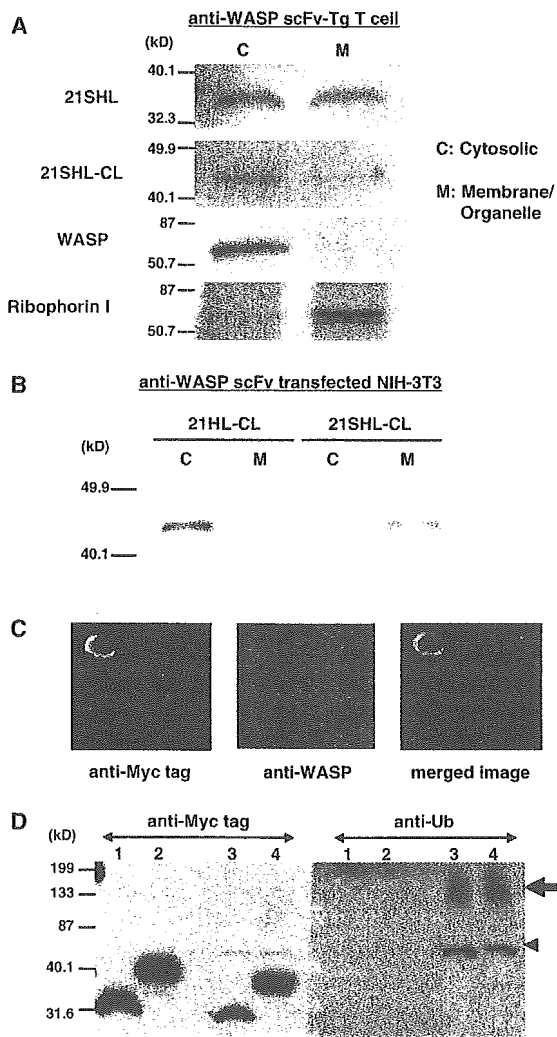 A
anti-WASP scFv-Tg T cell
(kD)
C M
40.1
21SHL
32.3
49.9
21SHL-CL
40.1
C: Cytosolic
M: Membrane/
Organelle
87
WASP
50.7
87
Ribophorin I
50.7
B
anti-WASP scFv transfected NIH-3T3
21HL-CL 21SHL-CL
(kD)
C M C M
49.9
40.1
C
anti-Myc tag anti-WASP merged image
D
anti-Myc tag anti-Ub
(kD)
1 2 3 4 1 2 3 4
199
133
87
40.1
31.6